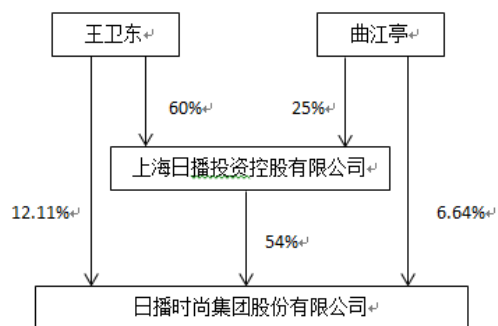 王卫东 曲江亭
60% 25%
上海日播投资控股有限公司
12.11% 6.64%
54%
日播时尚集团股份有限公司